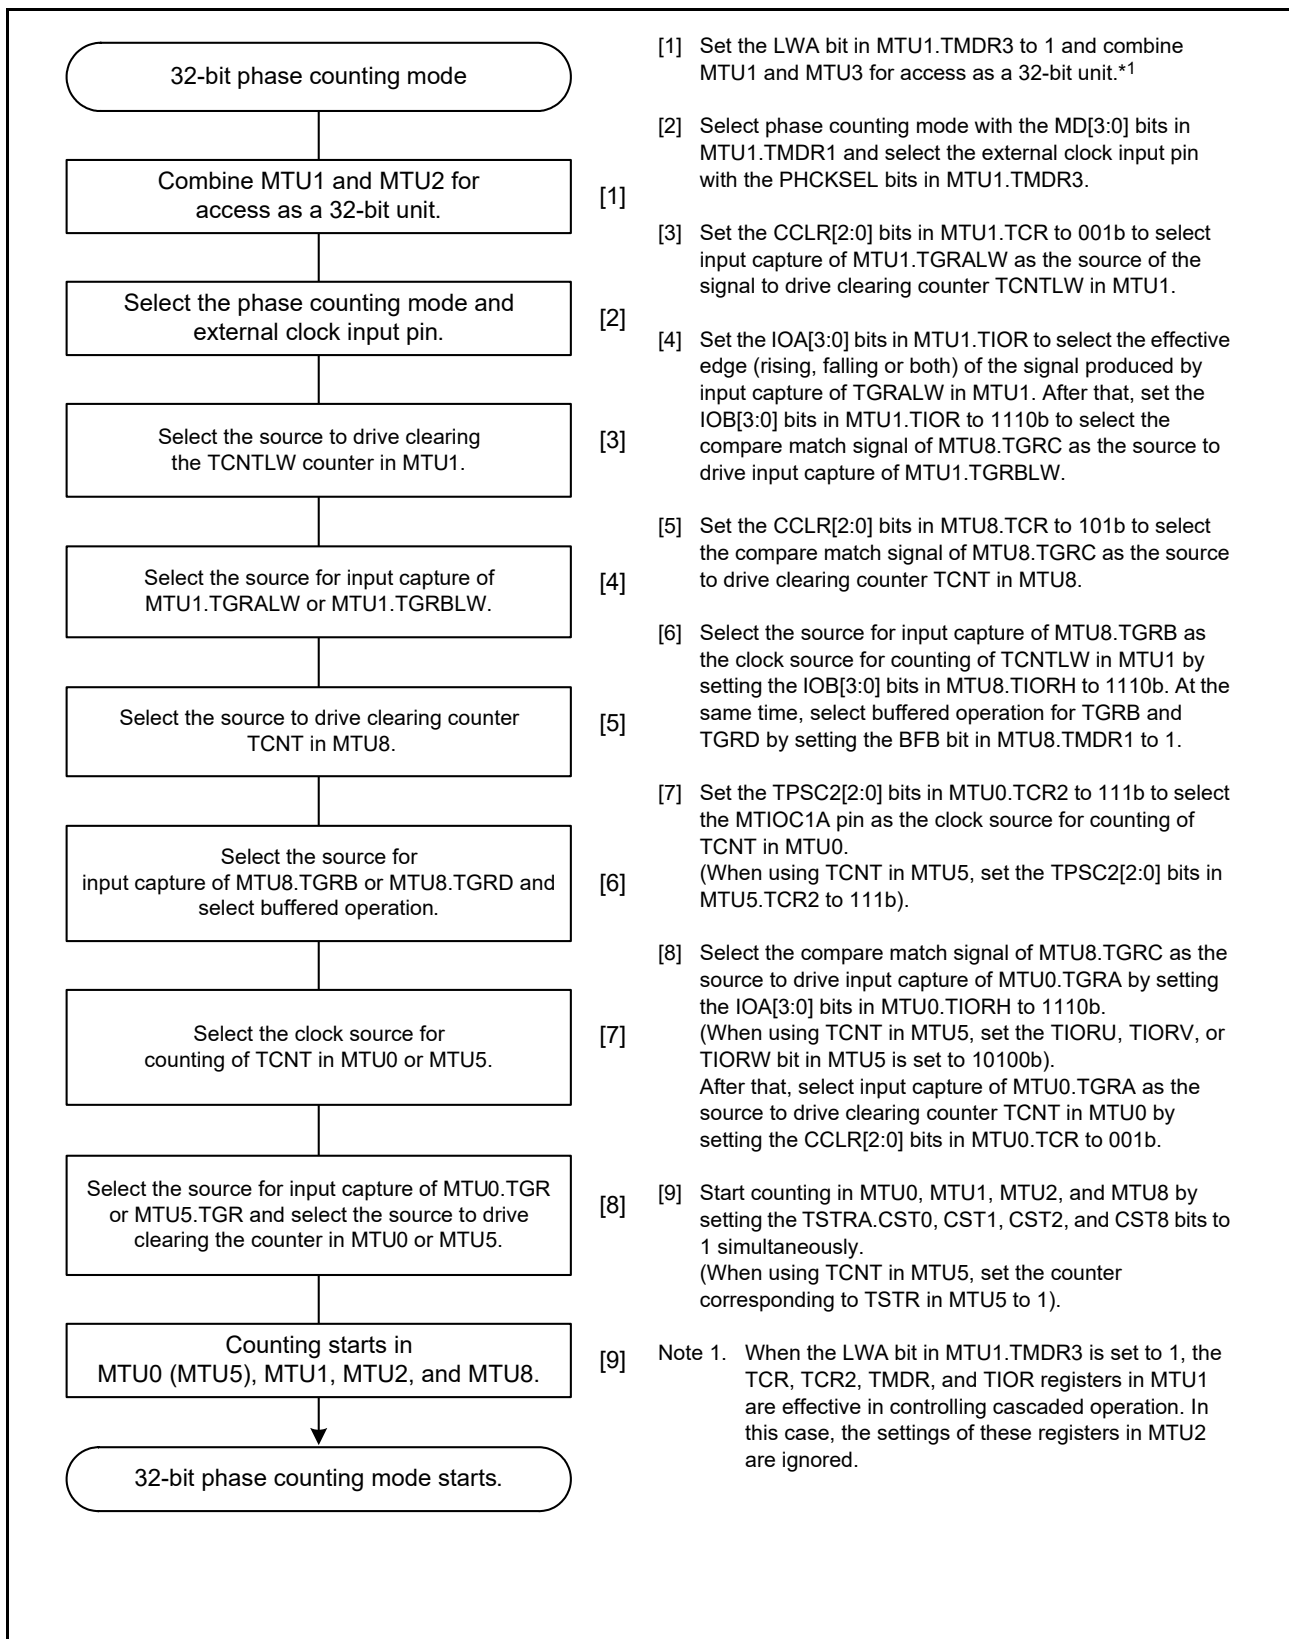 32-bit phase counting mode
Combine MTU1 and MTU2 for
access as a 32-bit unit.
[1]
Select the phase counting mode and
external clock input pin.
[2]
Select the source to drive clearing
the TCNTLW counter in MTU1.
[3]
Select the source for input capture of
MTU1.TGRALW or MTU1.TGRBLW.
[4]
Select the source to drive clearing counter
TCNT in MTU8.
[5]
Select the source for
input capture of MTU8.TGRB or MTU8.TGRD and
select buffered operation.
[6]
Select the clock source for
counting of TCNT in MTU0 or MTU5.
[7]
Select the source for input capture of MTU0.TGR
or MTU5.TGR and select the source to drive
clearing the counter in MTU0 or MTU5.
[8]
Counting starts in
MTU0 (MTU5), MTU1, MTU2, and MTU8.
[9]
32-bit phase counting mode starts.
[1] Set the LWA bit in MTU1.TMDR3 to 1 and combine
MTU1 and MTU3 for access as a 32-bit unit.*1
[2] Select phase counting mode with the MD[3:0] bits in
MTU1.TMDR1 and select the external clock input pin
with the PHCKSEL bits in MTU1.TMDR3.
[3] Set the CCLR[2:0] bits in MTU1.TCR to 001b to select
input capture of MTU1.TGRALW as the source of the
signal to drive clearing counter TCNTLW in MTU1.
[4] Set the IOA[3:0] bits in MTU1.TIOR to select the effective
edge (rising, falling or both) of the signal produced by
input capture of TGRALW in MTU1. After that, set the
IOB[3:0] bits in MTU1.TIOR to 1110b to select the
compare match signal of MTU8.TGRC as the source to
drive input capture of MTU1.TGRBLW.
[5] Set the CCLR[2:0] bits in MTU8.TCR to 101b to select
the compare match signal of MTU8.TGRC as the source
to drive clearing counter TCNT in MTU8.
[6] Select the source for input capture of MTU8.TGRB as
the clock source for counting of TCNTLW in MTU1 by
setting the IOB[3:0] bits in MTU8.TIORH to 1110b. At the
same time, select buffered operation for TGRB and
TGRD by setting the BFB bit in MTU8.TMDR1 to 1.
[7] Set the TPSC2[2:0] bits in MTU0.TCR2 to 111b to select
the MTIOC1A pin as the clock source for counting of
TCNT in MTU0.
(When using TCNT in MTU5, set the TPSC2[2:0] bits in
MTU5.TCR2 to 111b).
[8] Select the compare match signal of MTU8.TGRC as the
source to drive input capture of MTU0.TGRA by setting
the IOA[3:0] bits in MTU0.TIORH to 1110b.
(When using TCNT in MTU5, set the TIORU, TIORV, or
TIORW bit in MTU5 is set to 10100b).
After that, select input capture of MTU0.TGRA as the
source to drive clearing counter TCNT in MTU0 by
setting the CCLR[2:0] bits in MTU0.TCR to 001b.
[9] Start counting in MTU0, MTU1, MTU2, and MTU8 by
setting the TSTRA.CST0, CST1, CST2, and CST8 bits to
1 simultaneously.
(When using TCNT in MTU5, set the counter
corresponding to TSTR in MTU5 to 1).
Note 1. When the LWA bit in MTU1.TMDR3 is set to 1, the
TCR, TCR2, TMDR, and TIOR registers in MTU1
are effective in controlling cascaded operation. In
this case, the settings of these registers in MTU2
are ignored.